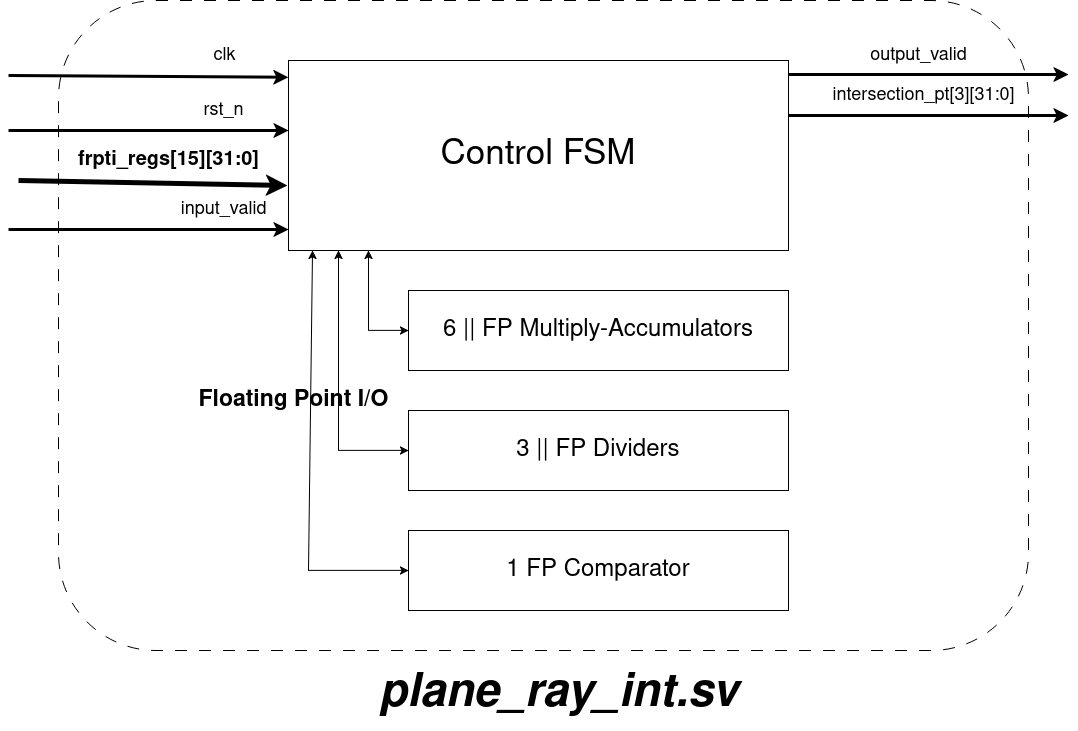 clk
output_valid
intersection_pt[3][31:0]
rst_n
Control FSM
frpti_regs[15][31:0]
input_valid
6 || FP Multiply-Accumulators
Floating Point I/O
3 || FP Dividers
1 FP Comparator
plane_ray_int.sv